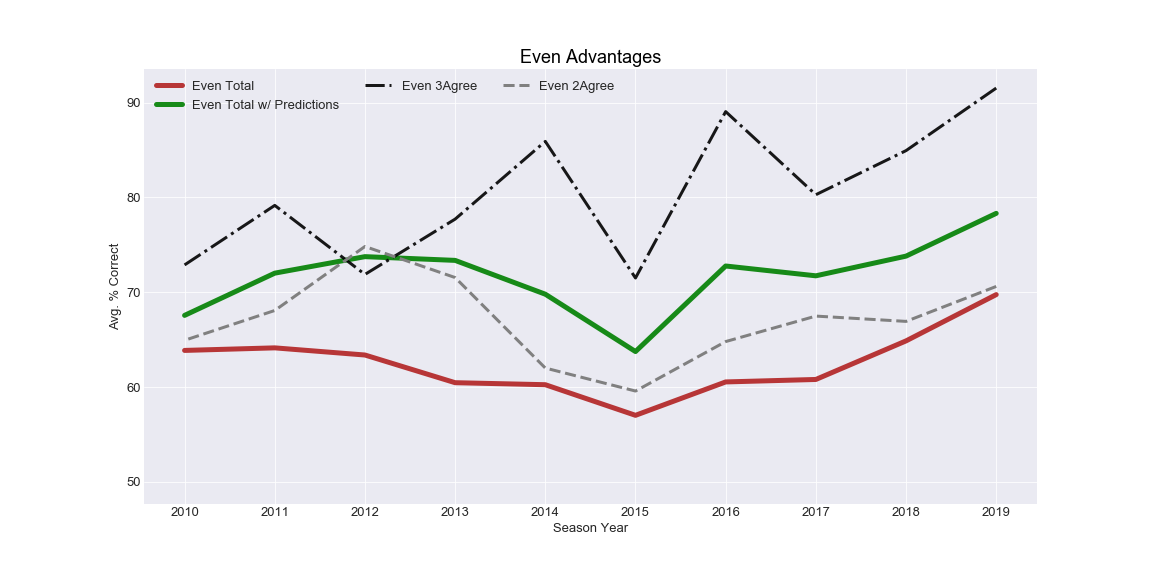 Even Advantages
Even Total
Even Total w/ Predictions
Even 3Agree
Even 2Agree
90
80
70
60
50
Avg. % Correct
2010 2011 2012 2013 2014 2015 2016 2017 2018 2019
Season Year